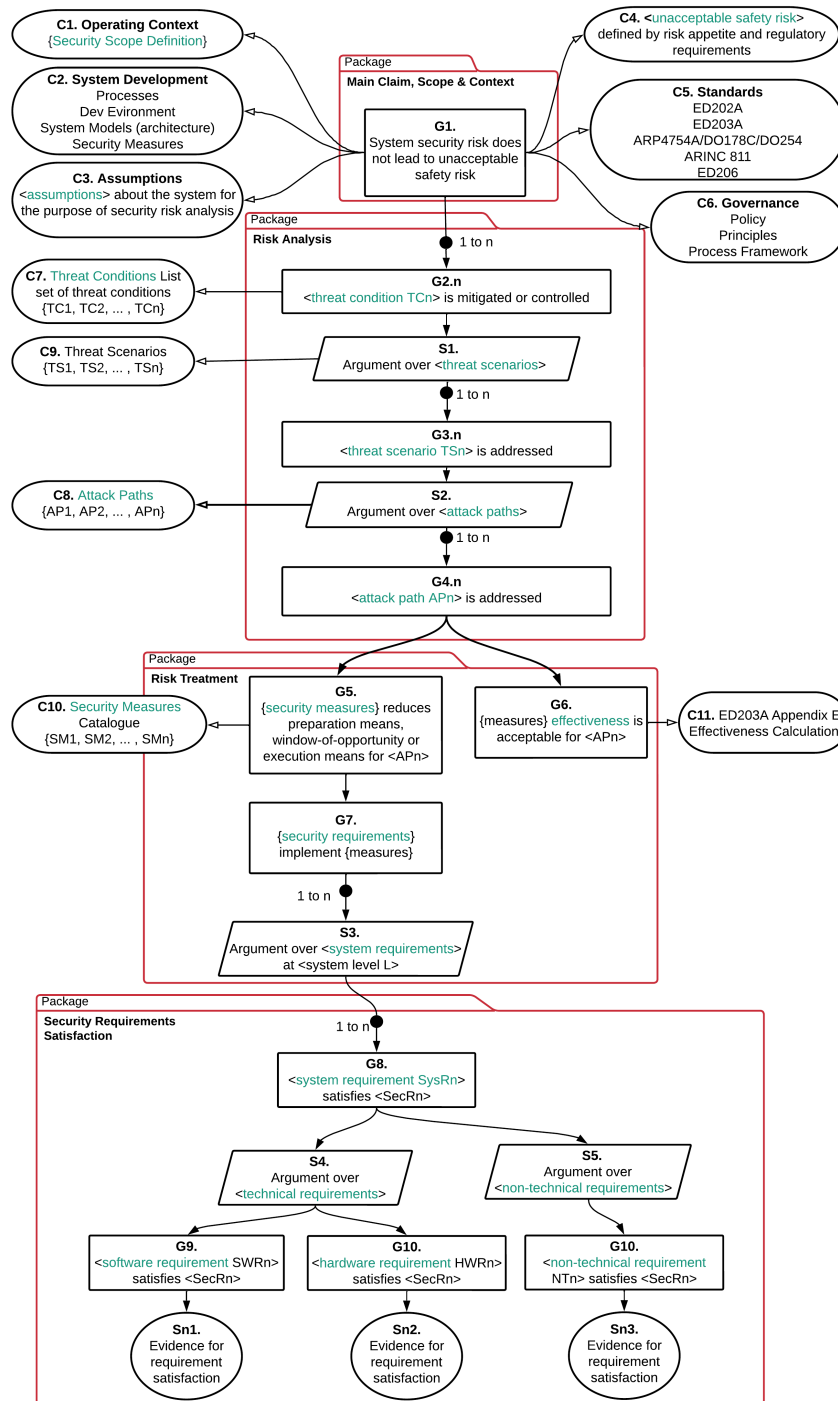 C1. Operating Context
{Security Scope Definition}
C2. System Development
Processes
Dev Evironment
System Models (architecture)
Security Measures
C3. Assumptions
<assumptions> about the system for
the purpose of security risk analysis
Package
Main Claim, Scope & Context
G1.
System security risk does
not lead to unacceptable
safety risk
C4. <unacceptable safety risk>
defined by risk appetite and regulatory
requirements
C5. Standards
ED202A
ED203A
ARP4754A/DO178C/DO254
ARINC 811
ED206
C6. Governance
Policy
Principles
Process Framework
Package
Risk Analysis
1 to n
C7. Threat Conditions List
set of threat conditions
{TC1, TC2, ... , TCn}
G2.n
<threat condition TCn> is mitigated or controlled
C9. Threat Scenarios
{TS1, TS2, ... , TSn}
S1.
Argument over <threat scenarios>
1 to n
G3.n
<threat scenario TSn> is addressed
C8. Attack Paths
{AP1, AP2, ... , APn}
S2.
Argument over <attack paths>
1 to n
G4.n
<attack path APn> is addressed
Package
Risk Treatment
C10. Security Measures
Catalogue
{SM1, SM2, ... , SMn}
G5.
{security measures} reduces
preparation means,
window-of-opportunity or
execution means for <APn>
G6.
{measures} effectiveness is
acceptable for <APn>
C11. ED203A Appendix E
Effectiveness Calculation
G7.
{security requirements}
implement {measures}
1 to n
S3.
Argument over <system requirements>
at <system level L>
Package
Security Requirements
Satisfaction
1 to n
G8.
<system requirement SysRn>
satisfies <SecRn>
S4.
Argument over
<technical requirements>
S5.
Argument over
<non-technical requirements>
G9.
<software requirement SWRn>
satisfies <SecRn>
G10.
<hardware requirement HWRn>
satisfies <SecRn>
G10.
<non-technical requirement
NTn> satisfies <SecRn>
Sn1.
Evidence for
requirement
satisfaction
Sn2.
Evidence for
requirement
satisfaction
Sn3.
Evidence for
requirement
satisfaction